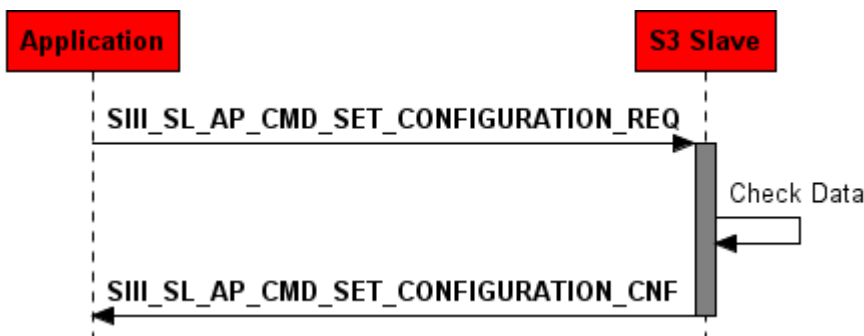 Application
S3 Slave
SIII_SL_AP_CMD_SET_CONFIGURATION_REQ
Check Data
SIII_SL_AP_CMD_SET_CONFIGURATION_CNF